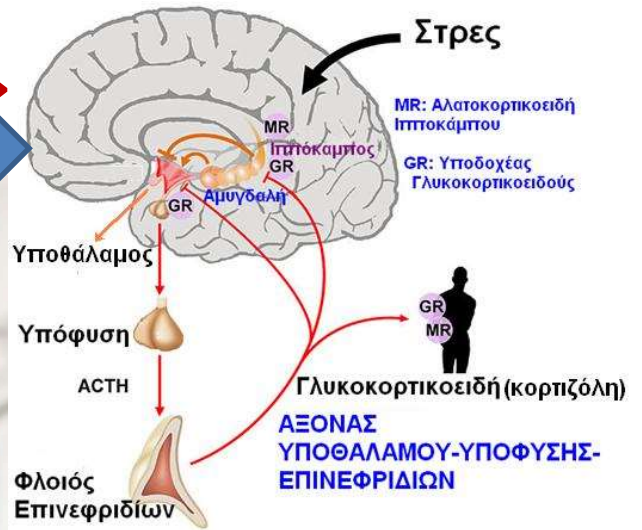 Στρες
MR: Αλατοκορτικοειδή
Ιπποκάμπου
GR: Υποδοχέας
Γλυκοκορτικοειδούς
MR
Ιππόκαμπος
GR
Αμυγδαλή
GR
Υποθάλαμος
Υπόφυση
ACTH
Φλοιός
Επινεφριδίων
GR
MR
Γλυκοκορτικοειδή (κορτιζόλη)
ΑΞΟΝΑΣ
ΥΠΟΘΑΛΑΜΟΥ-ΥΠΟΦΥΣΗΣ-
ΕΠΙΝΕΦΡΙΔΙΩΝ